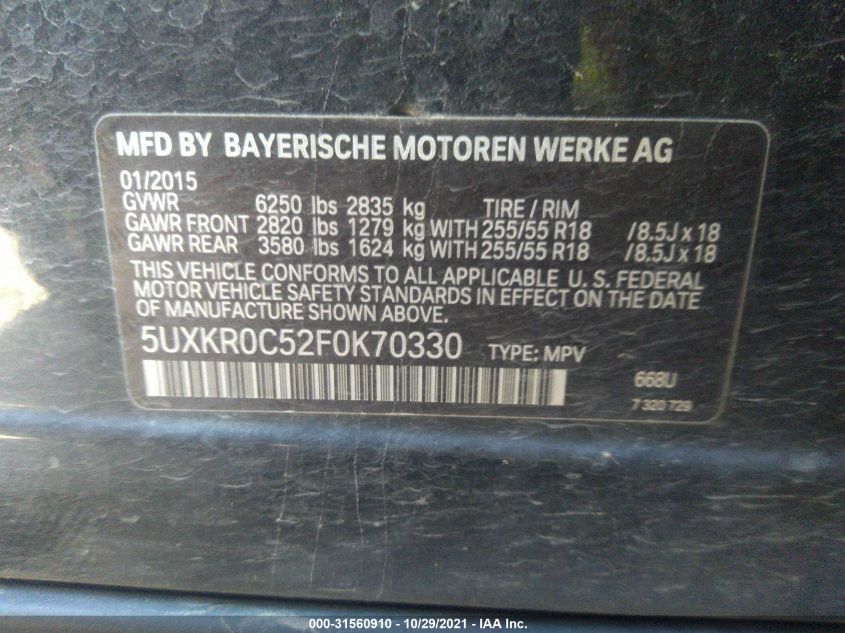 MFD BY BAYERISCHE MOTOREN WERKE AG
01/2015
GVWR 6250 lbs 2835 kg TIRE / RIM
GAWR FRONT 2820 lbs 1279 kg WITH 255/55 R18 /8.5J x 18
GAWR REAR 3580 lbs 1624 kg WITH 255/55 R18 /8.5J x 18
THIS VEHICLE CONFORMS TO ALL APPLICABLE U. S. FEDERAL
MOTOR VEHICLE SAFETY STANDARDS IN EFFECT ON THE DATE
OF MANUFACTURE SHOWN ABOVE.
5UXKR0C52F0K70330 TYPE: MPV
668U
7 320 729
000-31560910 - 10/29/2021 - IAA Inc.